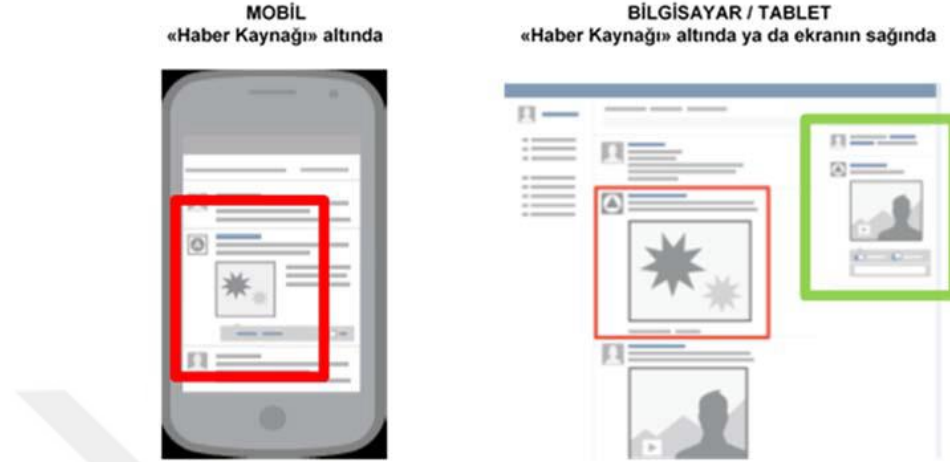 MOBİL
«Haber Kaynağı» altında
BİLGİSAYAR / TABLET
«Haber Kaynağı» altında ya da ekranın sağında